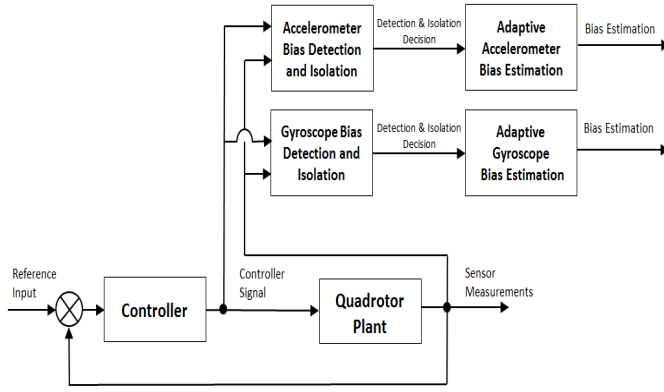 Accelerometer
Bias Detection
and Isolation
Detection & Isolation
Decision
Adaptive
Accelerometer
Bias Estimation
Bias Estimation
Gyroscope Bias
Detection and
Isolation
Detection & Isolation
Decision
Adaptive
Gyroscope
Bias Estimation
Bias Estimation
Reference
Input
Controller
Controller
Signal
Quadrotor
Plant
Sensor
Measurements